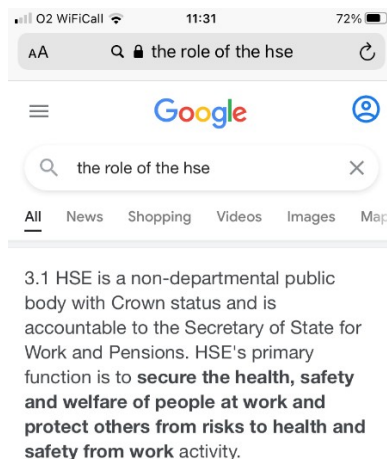 O2 WiFiCall 11:31 72%
AA the role of the hse
Google
the role of the hse
All News Shopping Videos Images Map
3.1 HSE is a non-departmental public
body with Crown status and is
accountable to the Secretary of State for
Work and Pensions. HSE's primary
function is to secure the health, safety
and welfare of people at work and
protect others from risks to health and
safety from work activity.